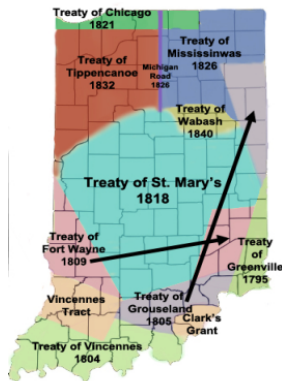 Treaty of Chicago
1821
Treaty of
Mississinwas
1826
Michigan
Road
1826
Treaty of
Tippencanoe
1832
Treaty of
Wabash
1840
Treaty of St. Mary's
1818
Treaty of
Fort Wayne
1809
Treaty
of
Greenville
1795
Vincennes
Tract
Treaty of
Grouseland
1805
Clark's
Grant
Treaty of Vincennes
1804